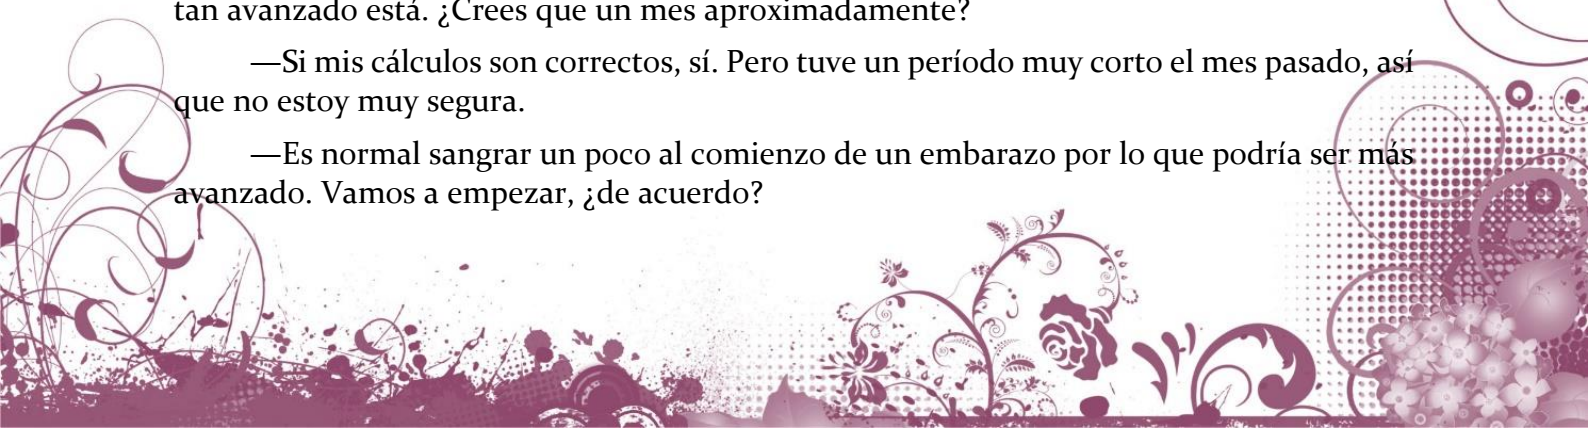 tan avanzado está. ¿Crees que un mes aproximadamente?
—Si mis cálculos son correctos, sí. Pero tuve un período muy corto el mes pasado, así
que no estoy muy segura.
—Es normal sangrar un poco al comienzo de un embarazo por lo que podría ser más
avanzado. Vamos a empezar, ¿de acuerdo?